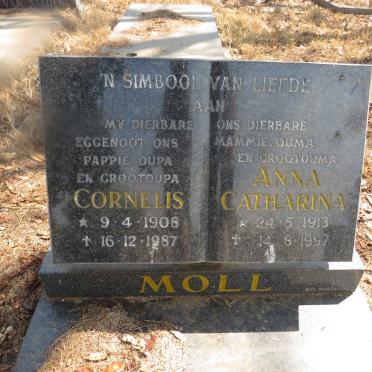 'N SIMBOOL VAN LIEFDE
AAN
MY DIERBARE
EGGENOOT ONS
PAPPIE OUPA
EN GROOTOUPA
CORNELIS
* 9-4-1908
✝ 16-12-1987
ONS DIERBARE
MAMMIE OUMA
EN GROOTOUMA
ANNA
CATHARINA
* 24-5-1913
✝ 14-8-1997
MOLL